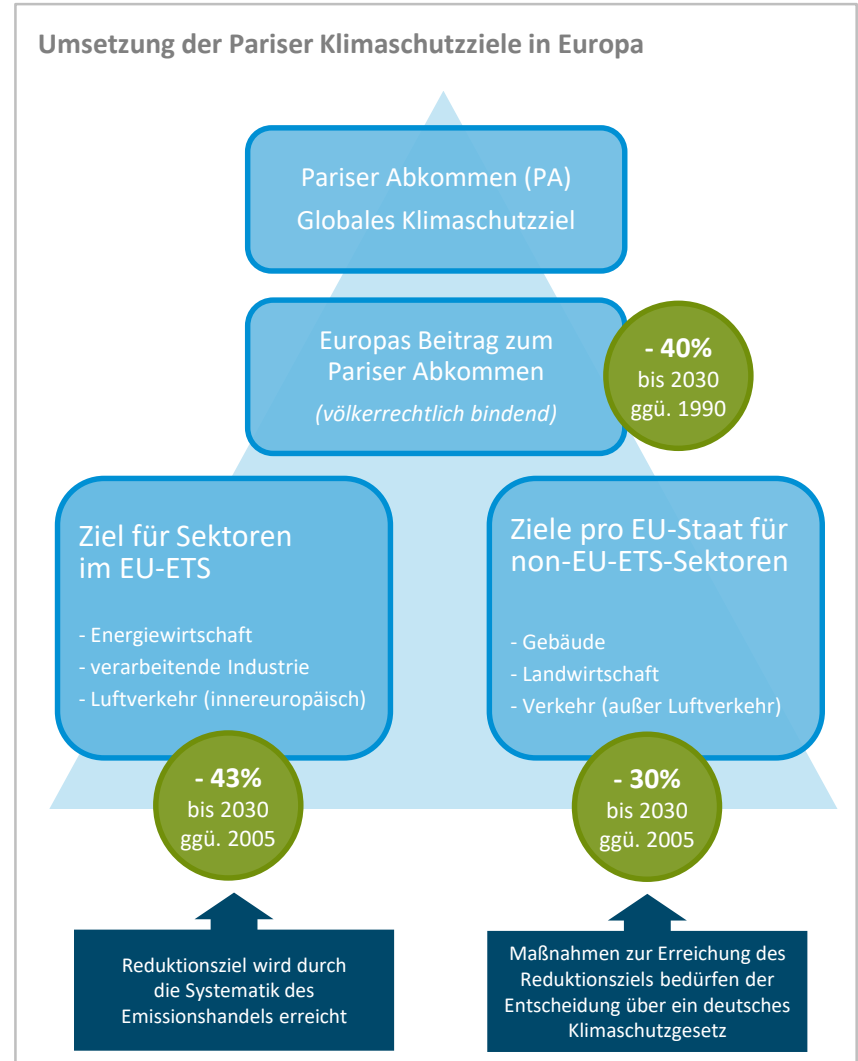 Umsetzung der Pariser Klimaschutzziele in Europa
Pariser Abkommen (PA)
Globales Klimaschutzziel
Europas Beitrag zum
Pariser Abkommen
(völkerrechtlich bindend)
- 40%
bis 2030
ggü. 1990
Ziel für Sektoren
im EU-ETS
- Energiewirtschaft
- verarbeitende Industrie
- Luftverkehr (innereuropäisch)
- 43%
bis 2030
ggü. 2005
Reduktionsziel wird durch
die Systematik des
Emissionshandels erreicht
Ziele pro EU-Staat für
non-EU-ETS-Sektoren
- Gebäude
- Landwirtschaft
- Verkehr (außer Luftverkehr)
- 30%
bis 2030
ggü. 2005
Maßnahmen zur Erreichung des
Reduktionsziels bedürfen der
Entscheidung über ein deutsches
Klimaschutzgesetz